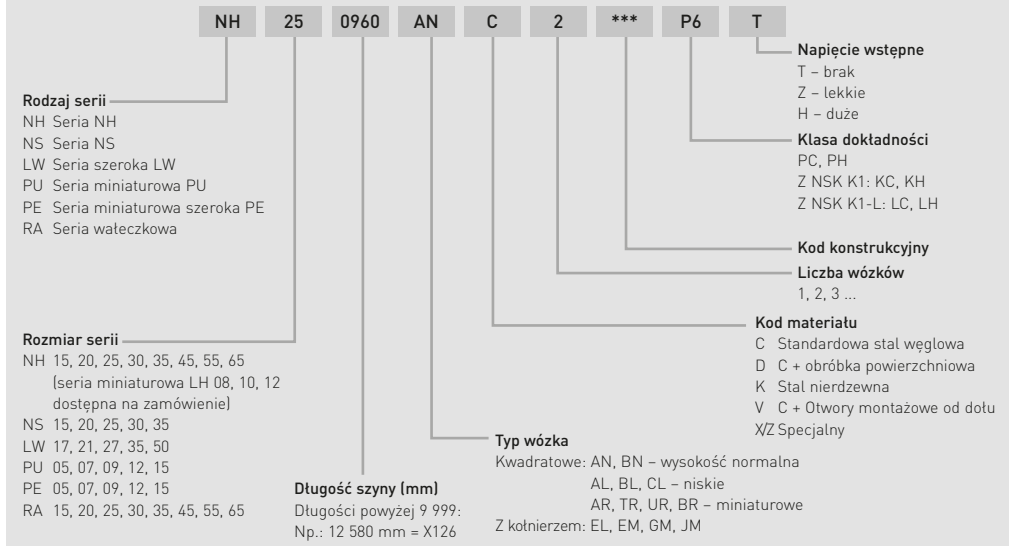 NH 25 0960 AN C 2 *** P6 T
Napięcie wstępne
T – brak
Z – lekkie
H – duże
Klasa dokładności
PC, PH
Z NSK K1: KC, KH
Z NSK K1-L: LC, LH
Kod konstrukcyjny
Liczba wózków
1, 2, 3 ...
Kod materiału
C Standardowa stal węglowa
D C + obróbka powierzchniowa
K Stal nierdzewna
V C + Otwory montażowe od dołu
X/Z Specjalny
Rodzaj serii
NH Seria NH
NS Seria NS
LW Seria szeroka LW
PU Seria miniaturowa PU
PE Seria miniaturowa szeroka PE
RA Seria wałeczkowa
Rozmiar serii
NH 15, 20, 25, 30, 35, 45, 55, 65
(seria miniaturowa LH 08, 10, 12
dostępna na zamówienie)
NS 15, 20, 25, 30, 35
LW 17, 21, 27, 35, 50
PU 05, 07, 09, 12, 15
PE 05, 07, 09, 12, 15
RA 15, 20, 25, 30, 35, 45, 55, 65
Długość szyny (mm)
Długości powyżej 9 999:
Np.: 12 580 mm = X126
Typ wózka
Kwadratowe: AN, BN – wysokość normalna
AL, BL, CL – niskie
AR, TR, UR, BR – miniaturowe
Z kołnierzem: EL, EM, GM, JM